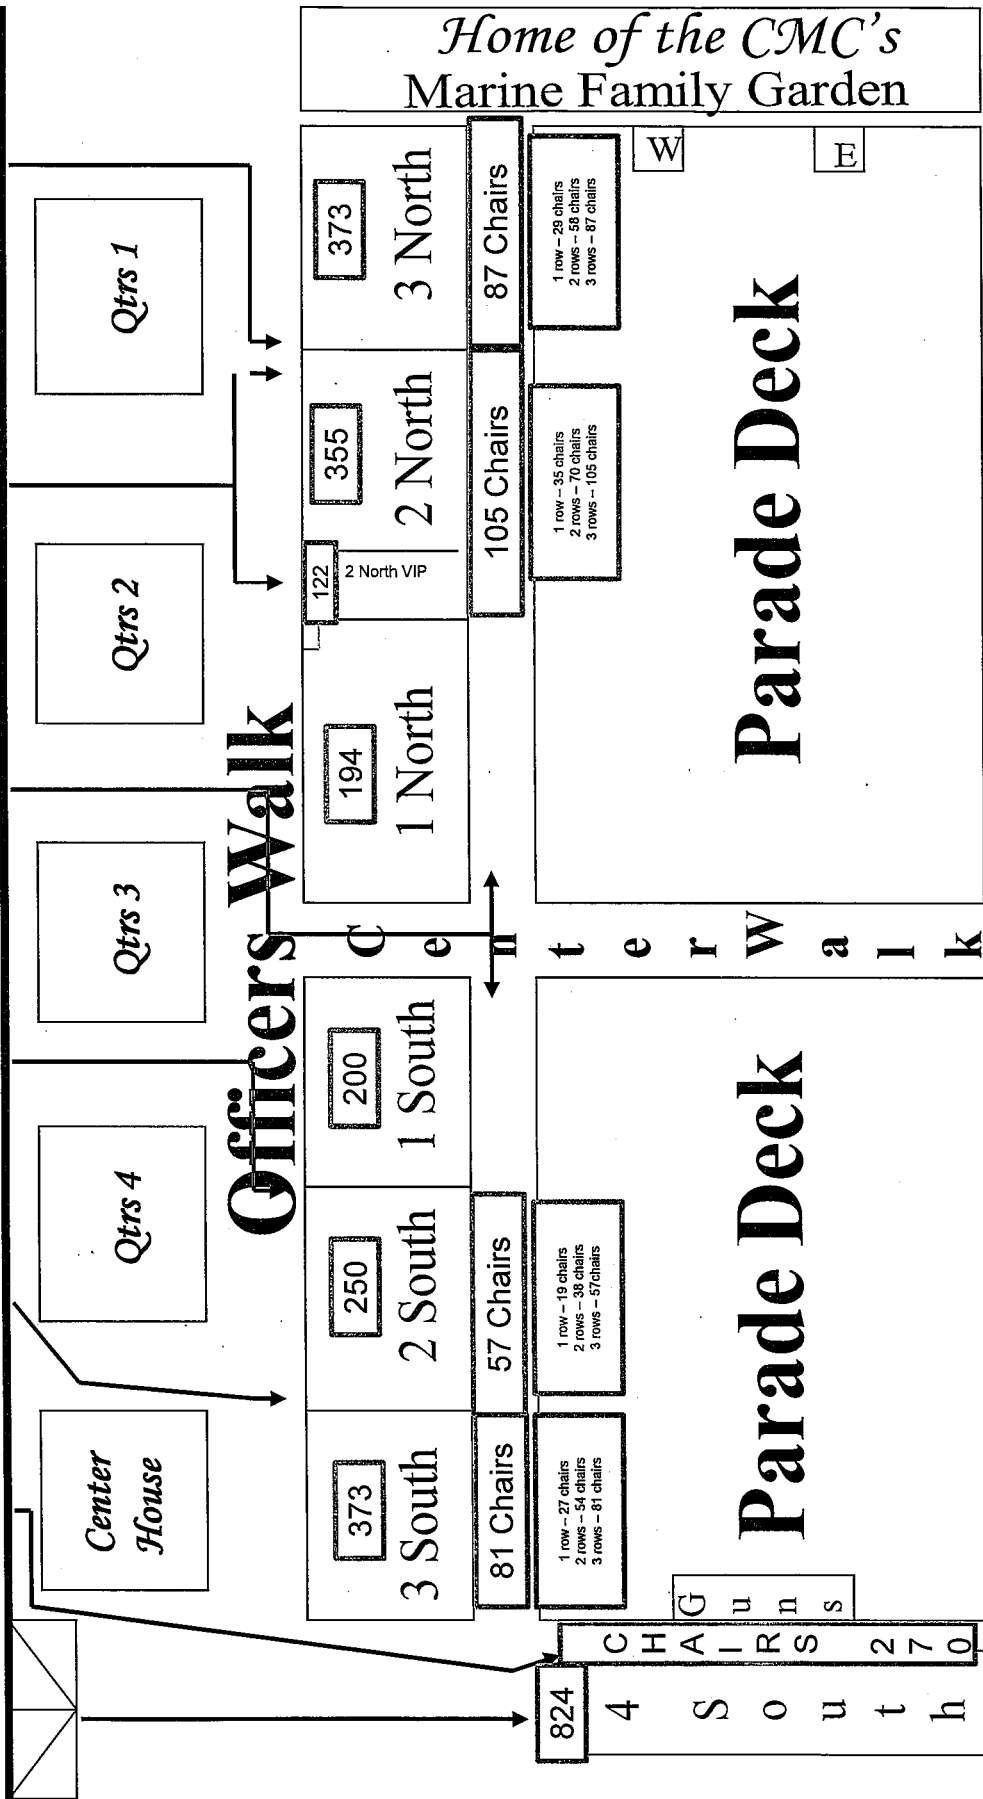 Home of the CMC's
Marine Family Garden
Qtrs 1
Qtrs 2
Qtrs 3
Qtrs 4
Center
House
Officers Walk
Center Walk
373
3 North
87 Chairs
1 row – 29 chairs
2 rows – 58 chairs
3 rows – 87 chairs
W
E
355
2 North
105 Chairs
1 row – 35 chairs
2 rows – 70 chairs
3 rows – 105 chairs
122
2 North VIP
194
1 North
Parade Deck
200
1 South
250
2 South
57 Chairs
1 row – 19 chairs
2 rows – 38 chairs
3 rows – 57chairs
373
3 South
81 Chairs
1 row – 27 chairs
2 rows – 54 chairs
3 rows – 81 chairs
Parade Deck
Guns
CHAIRS 270
824
4 South